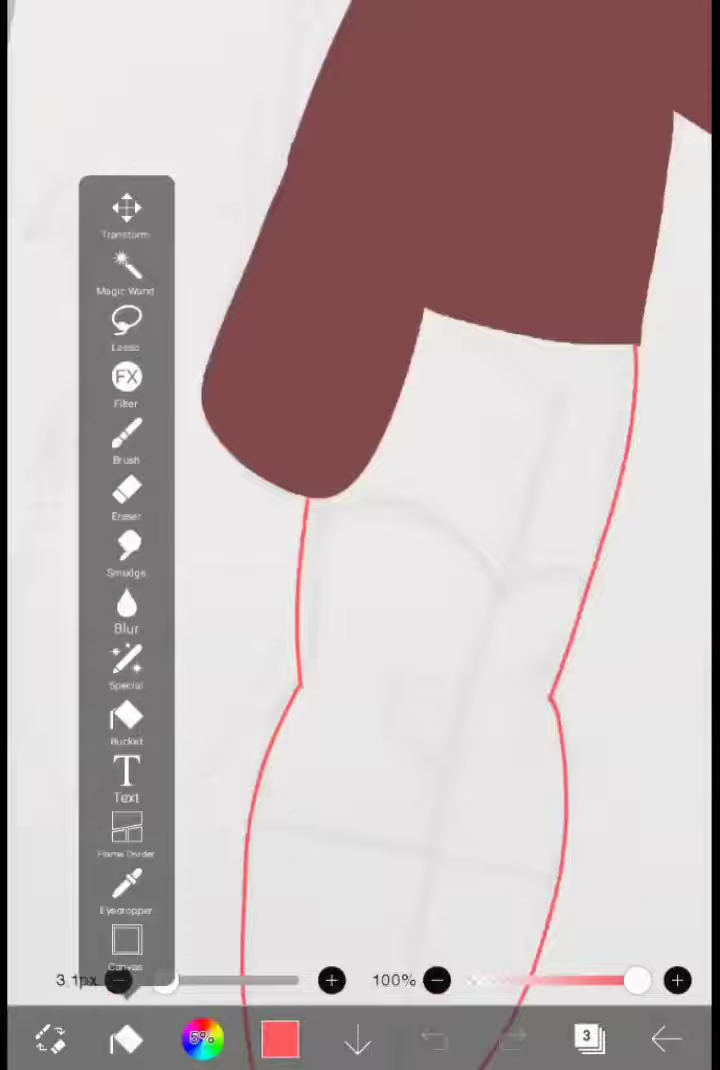 Transform
Magic Wand
Lasso
FX
Filter
Brush
Eraser
Smudge
Blur
Special
Bucket
T
Text
Frame Divider
Eyedropper
Canvas
3.1px
100%
5%
3